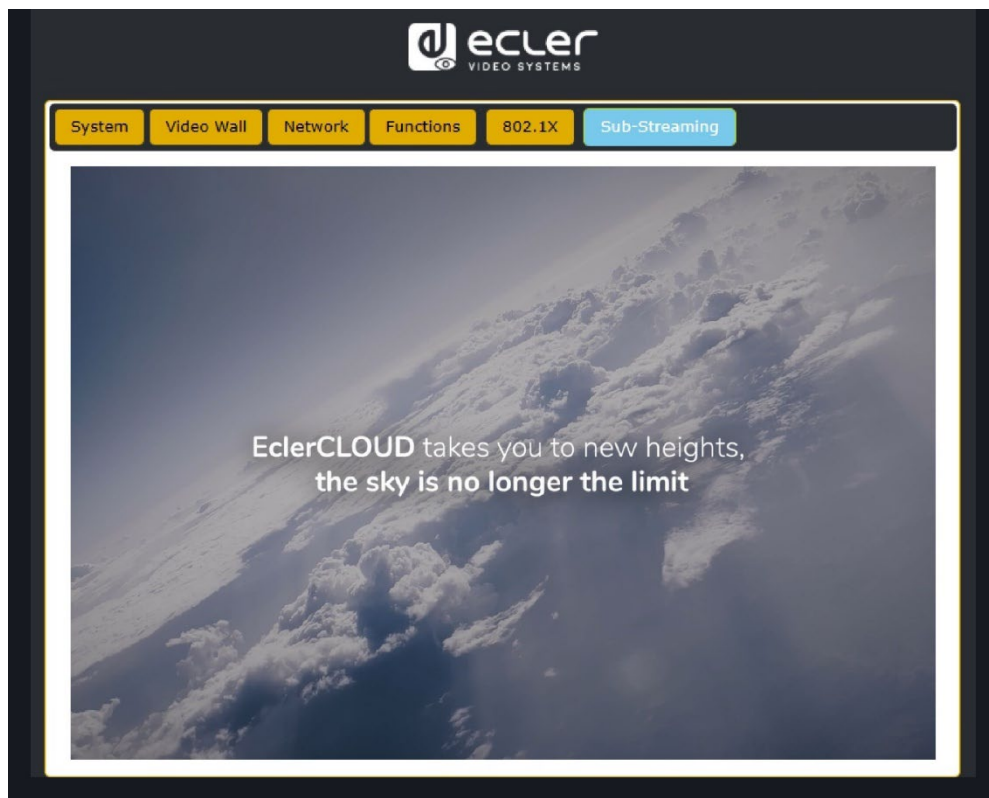 ecler
VIDEO SYSTEMS
System Video Wall Network Functions 802.1X Sub-Streaming
EclerCLOUD takes you to new heights,
the sky is no longer the limit